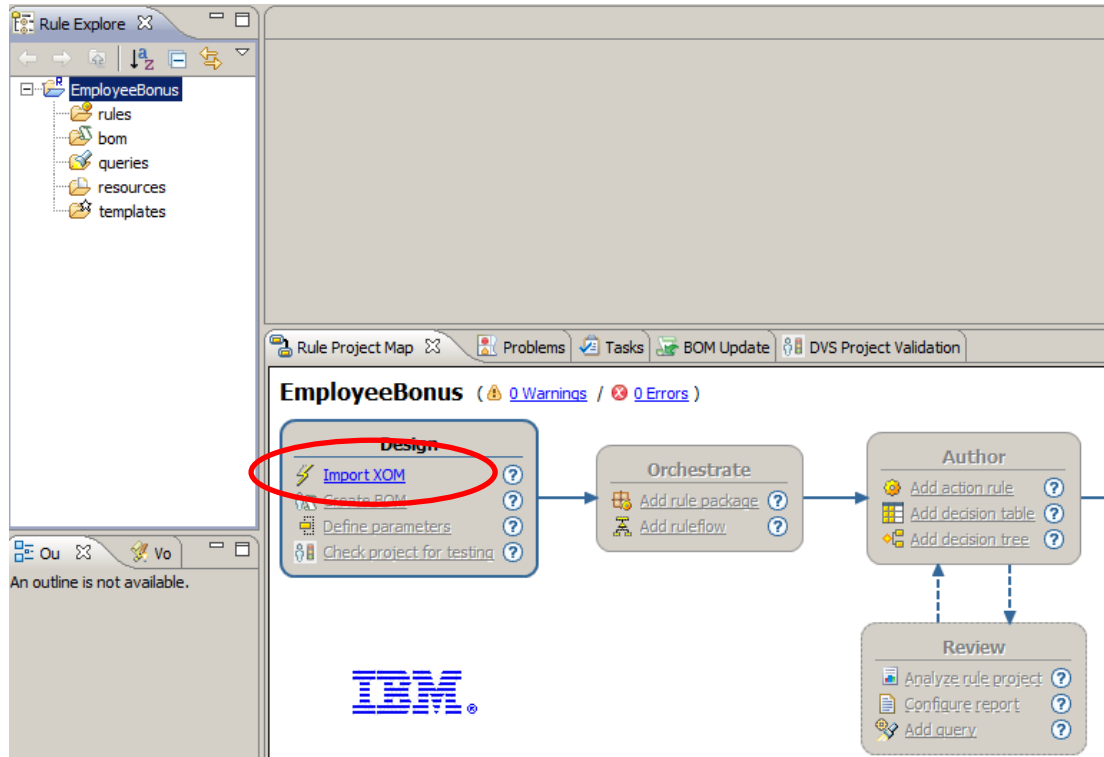 Rule Explore
EmployeeBonus
rules
bom
queries
resources
templates
Ou Vo
An outline is not available.
Rule Project Map Problems Tasks BOM Update DVS Project Validation
EmployeeBonus ( 0 Warnings / 0 Errors )
Design
Import XOM
Create BOM
Define parameters
Check project for testing
Orchestrate
Add rule package
Add ruleflow
Author
Add action rule
Add decision table
Add decision tree
Review
Analyze rule project
Configure report
Add query
IBM®